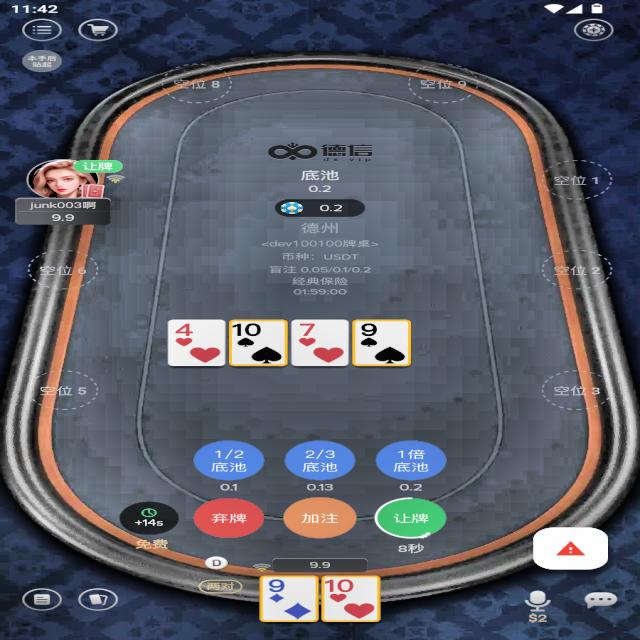 11:42
本手后
站起
空位 8
空位 9
德信
dx.vip
底池
0.2
0.2
让牌
junk003啊
9.9
空位 1
德州
<dev100100牌桌>
币种：USDT
盲注 0.05/0.1/0.2
经典保险
01:59:00
空位 6
空位 2
4
10
7
9
空位 5
空位 3
1/2
底池
2/3
底池
1倍
底池
0.1
0.13
0.2
+14s
弃牌
加注
让牌
免费
8秒
D
9.9
两对
9
10
$2